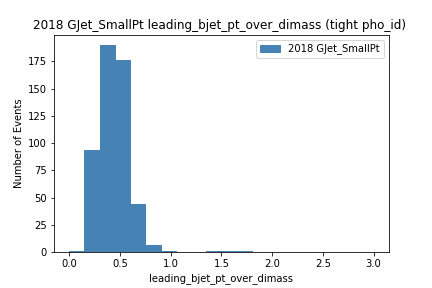 2018 GJet_SmallPt leading_bjet_pt_over_dimass (tight pho_id)
2018 GJet_SmallPt
Number of Events
175
150
125
100
75
50
25
0
0.0 0.5 1.0 1.5 2.0 2.5 3.0
leading_bjet_pt_over_dimass